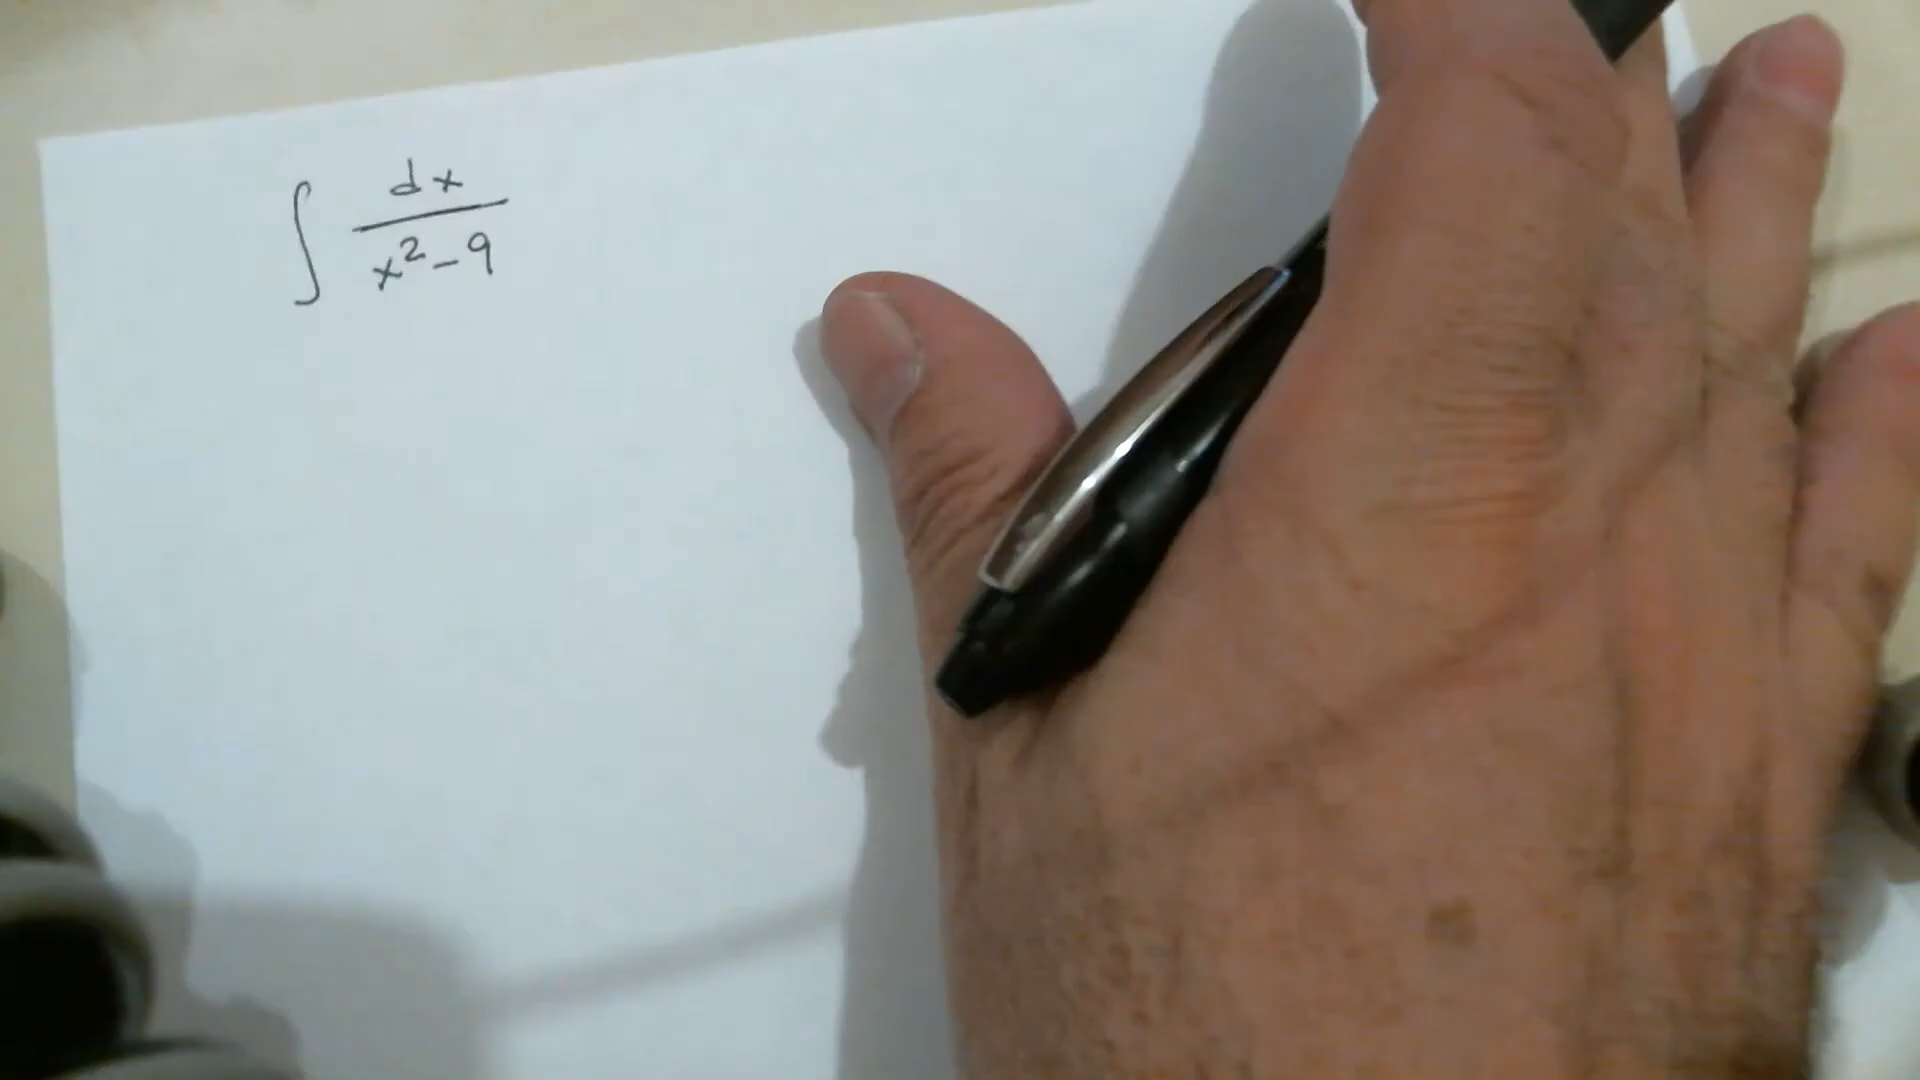 ∫ dx / x² - 9